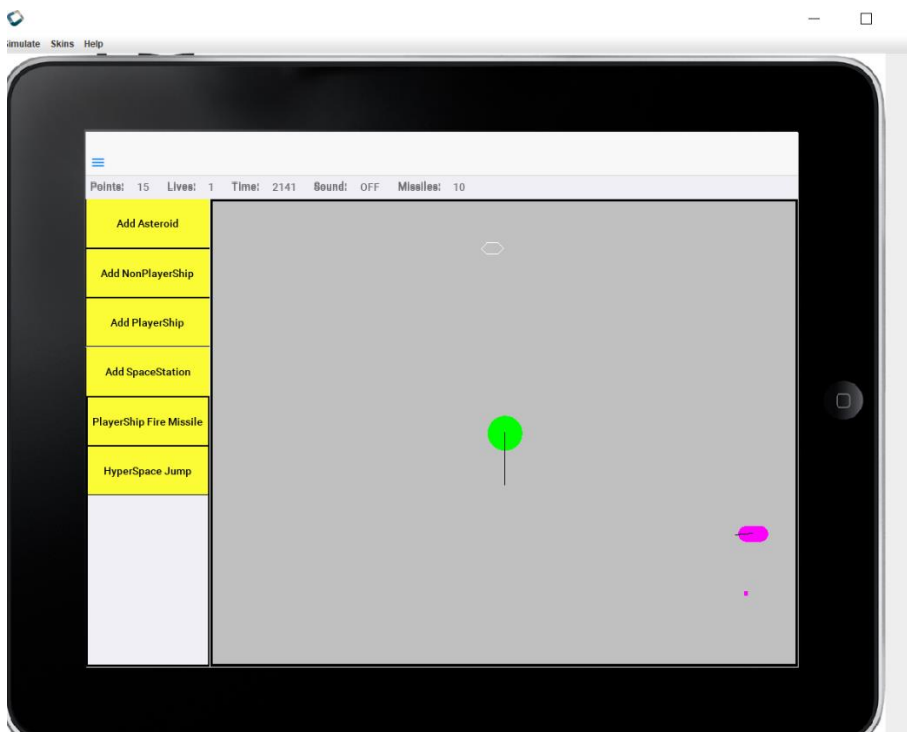 Simulate Skins Help
Points: 15 Lives: 1 Time: 2141 Sound: OFF Missiles: 10
Add Asteroid
Add NonPlayerShip
Add PlayerShip
Add SpaceStation
PlayerShip Fire Missile
HyperSpace Jump